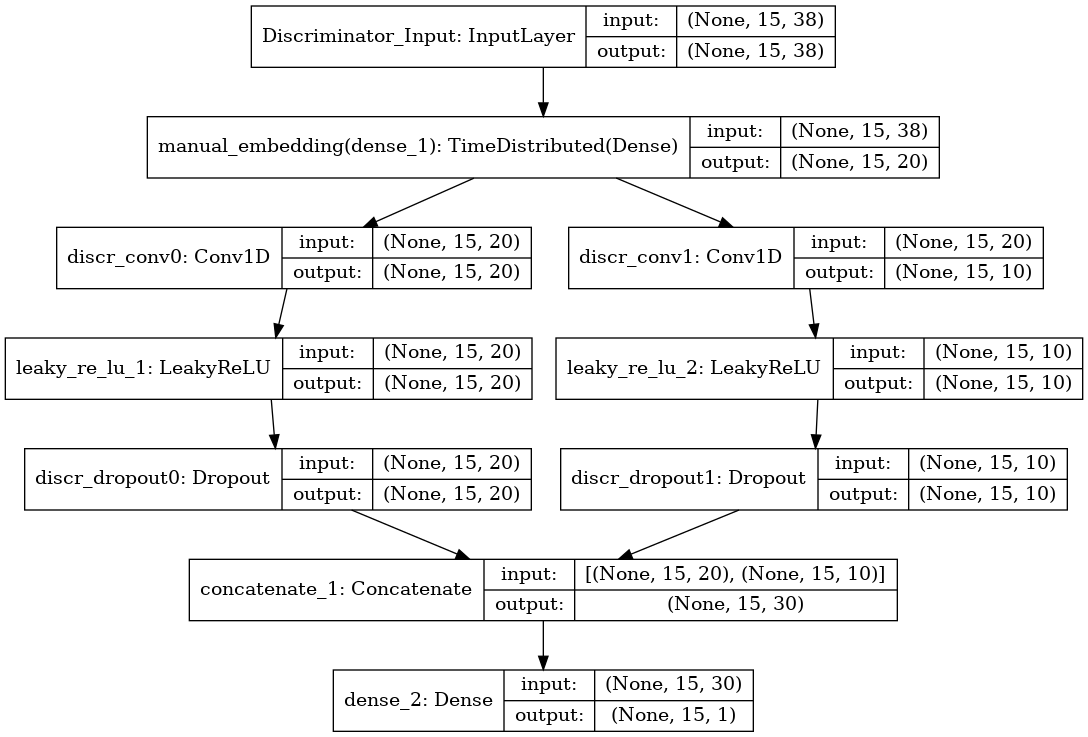 Discriminator_Input: InputLayer
input: (None, 15, 38)
output: (None, 15, 38)
manual_embedding(dense_1): TimeDistributed(Dense)
input: (None, 15, 38)
output: (None, 15, 20)
discr_conv0: Conv1D
input: (None, 15, 20)
output: (None, 15, 20)
discr_conv1: Conv1D
input: (None, 15, 20)
output: (None, 15, 10)
leaky_re_lu_1: LeakyReLU
input: (None, 15, 20)
output: (None, 15, 20)
leaky_re_lu_2: LeakyReLU
input: (None, 15, 10)
output: (None, 15, 10)
discr_dropout0: Dropout
input: (None, 15, 20)
output: (None, 15, 20)
discr_dropout1: Dropout
input: (None, 15, 10)
output: (None, 15, 10)
concatenate_1: Concatenate
input: [(None, 15, 20), (None, 15, 10)]
output: (None, 15, 30)
dense_2: Dense
input: (None, 15, 30)
output: (None, 15, 1)